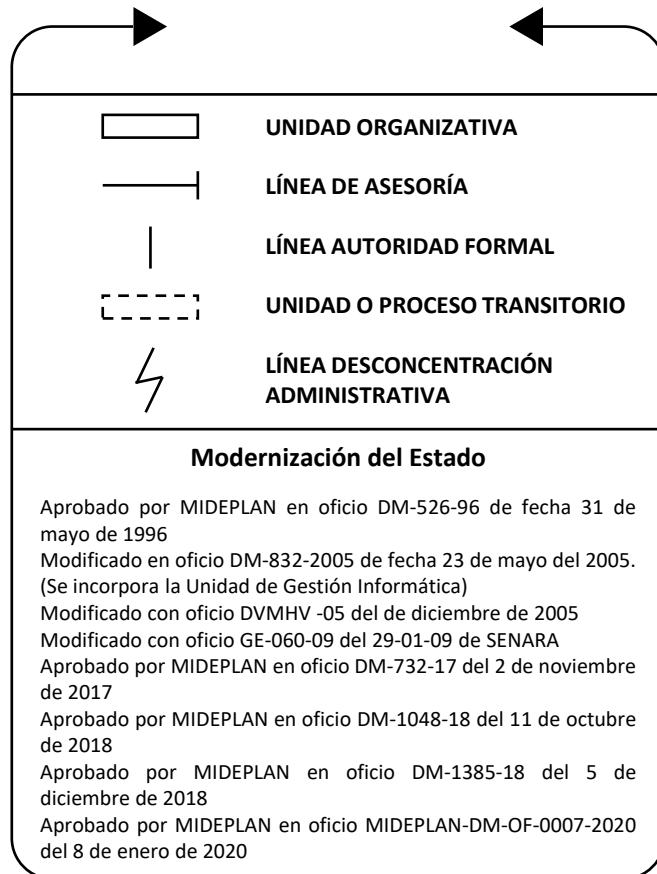 UNIDAD ORGANIZATIVA
LÍNEA DE ASESORÍA
LÍNEA AUTORIDAD FORMAL
UNIDAD O PROCESO TRANSITORIO
LÍNEA DESCONCENTRACIÓN
ADMINISTRATIVA
Modernización del Estado
Aprobado por MIDEPLAN en oficio DM-526-96 de fecha 31 de
mayo de 1996
Modificado en oficio DM-832-2005 de fecha 23 de mayo del 2005.
(Se incorpora la Unidad de Gestión Informática)
Modificado con oficio DVMHV -05 del de diciembre de 2005
Modificado con oficio GE-060-09 del 29-01-09 de SENARA
Aprobado por MIDEPLAN en oficio DM-732-17 del 2 de noviembre
de 2017
Aprobado por MIDEPLAN en oficio DM-1048-18 del 11 de octubre
de 2018
Aprobado por MIDEPLAN en oficio DM-1385-18 del 5 de
diciembre de 2018
Aprobado por MIDEPLAN en oficio MIDEPLAN-DM-OF-0007-2020
del 8 de enero de 2020